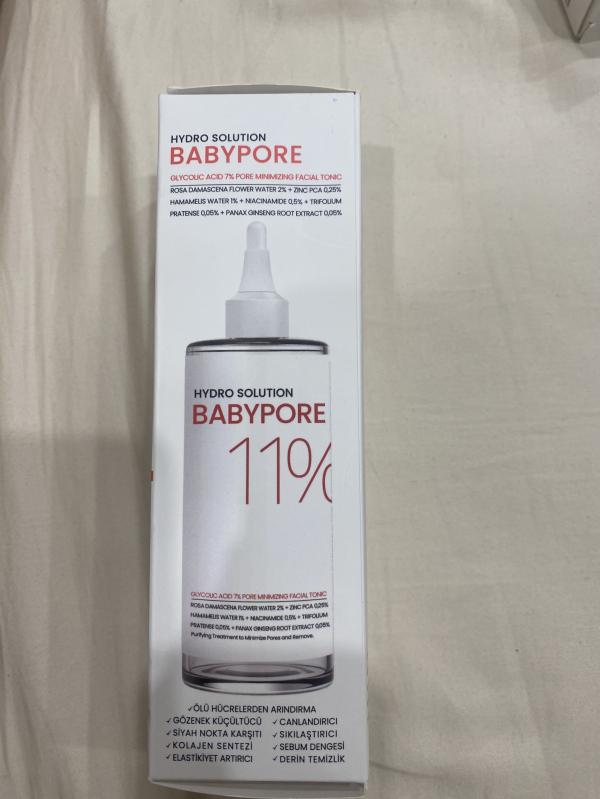 HYDRO SOLUTION
BABYPORE
GLYCOLIC ACID 7% PORE MINIMIZING FACIAL TONIC
ROSA DAMASCENA FLOWER WATER 2% + ZINC PCA 0,25%
HAMAMELIS WATER 1% + NIACINAMIDE 0,5% + TRIFOLIUM
PRATENSE 0,05% + PANAX GINSENG ROOT EXTRACT 0,05%
HYDRO SOLUTION
BABYPORE
11%
GLYCOLIC ACID 7% PORE MINIMIZING FACIAL TONIC
ROSA DAMASCENA FLOWER WATER 2% + ZINC PCA 0,25%
HAMAMELIS WATER 1% + NIACINAMIDE 0,5% + TRIFOLIUM
PRATENSE 0,05% + PANAX GINSENG ROOT EXTRACT 0,05%
Purifying Treatment to Minimize Pores and Remove.
✓ÖLÜ HÜCRELERDEN ARINDIRMA
✓ GÖZENEK KÜÇÜLTÜCÜ ✓ CANLANDIRICI
✓ SİYAH NOKTA KARŞITI ✓ SIKILAŞTIRICI
✓ KOLAJEN SENTEZİ ✓ SEBUM DENGESİ
✓ ELASTİKİYET ARTIRICI ✓ DERİN TEMİZLİK